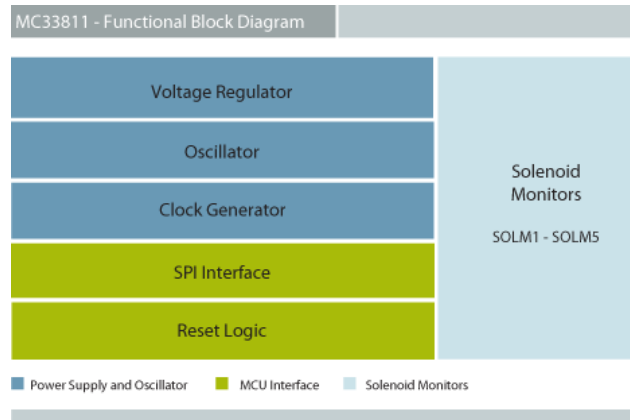 MC33811 - Functional Block Diagram
Voltage Regulator
Oscillator
Clock Generator
SPI Interface
Reset Logic
Solenoid
Monitors
SOLM1 - SOLM5
Power Supply and Oscillator
MCU Interface
Solenoid Monitors